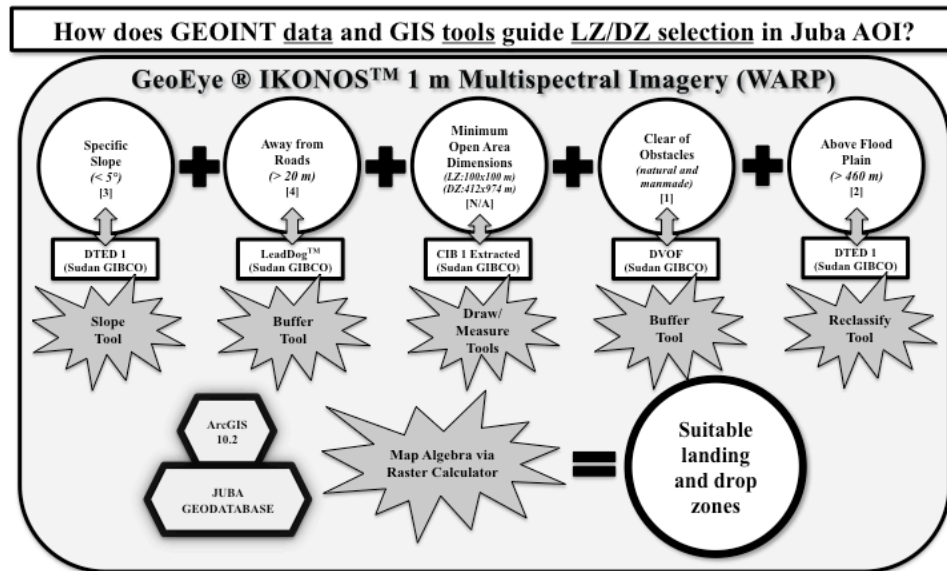 How does GEOINT data and GIS tools guide LZ/DZ selection in Juba AOI?
GeoEye ® IKONOS™ 1 m Multispectral Imagery (WARP)
Specific
Slope
(< 5°)
[3]
Away from
Roads
(> 20 m)
[4]
Minimum
Open Area
Dimensions
(LZ:100x100 m)
(DZ:412x974 m)
[N/A]
Clear of
Obstacles
(natural and
manmade)
[1]
Above Flood
Plain
(> 460 m)
[2]
DTED 1
(Sudan GIBCO)
LeadDog™
(Sudan GIBCO)
CIB 1 Extracted
(Sudan GIBCO)
DVOF
(Sudan GIBCO)
DTED 1
(Sudan GIBCO)
Slope
Tool
Buffer
Tool
Draw/
Measure
Tools
Buffer
Tool
Reclassify
Tool
ArcGIS
10.2
JUBA
GEODATABASE
Map Algebra via
Raster Calculator
Suitable
landing
and drop
zones